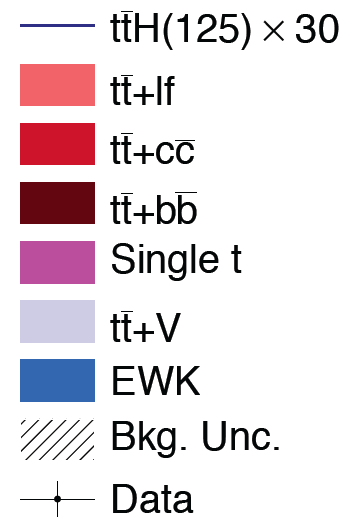 tt̅H(125) × 30
tt̅+lf
tt̅+cc̅
tt̅+bb̅
Single t
tt̅+V
EWK
Bkg. Unc.
Data